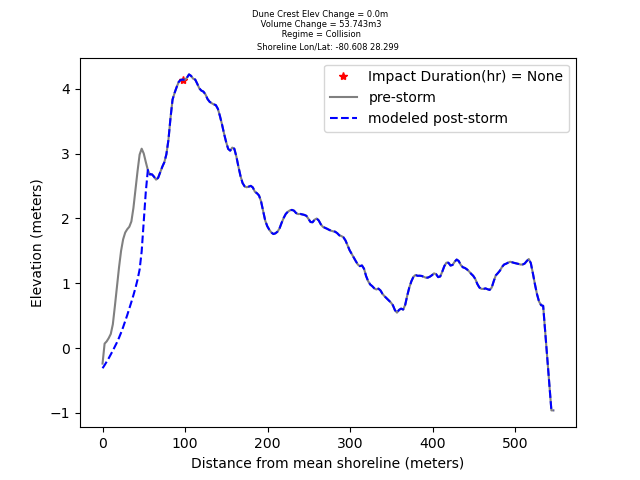 Dune Crest Elev Change = 0.0m
Volume Change = 53.743m3
Regime = Collision
Shoreline Lon/Lat: -80.608 28.299
Impact Duration(hr) = None
pre-storm
modeled post-storm
Elevation (meters)
4
3
2
1
0
−1
0 100 200 300 400 500
Distance from mean shoreline (meters)